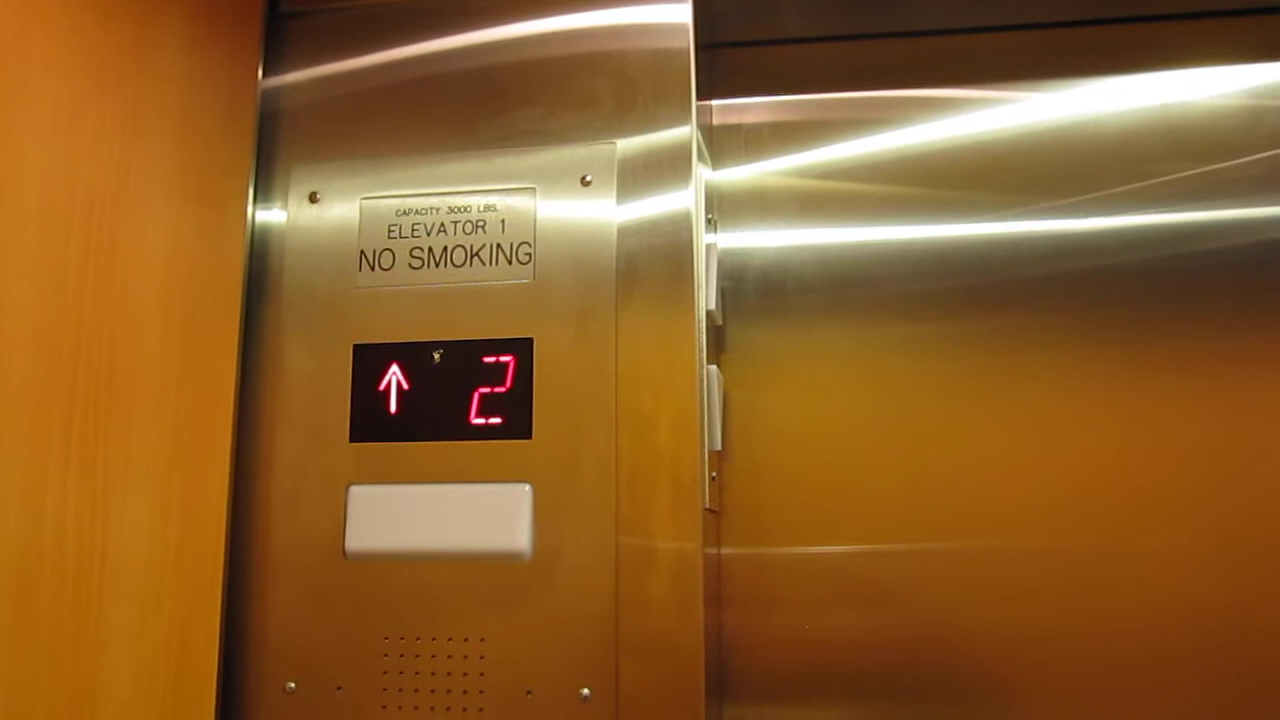 CAPACITY 3000 LBS.
ELEVATOR 1
NO SMOKING
↑ 2